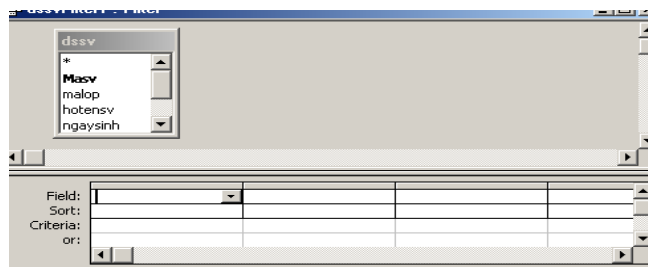 dssvFilter1 : Filter
dssv
*
Masv
malop
hotensv
ngaysinh
Field:
Sort:
Criteria:
or: